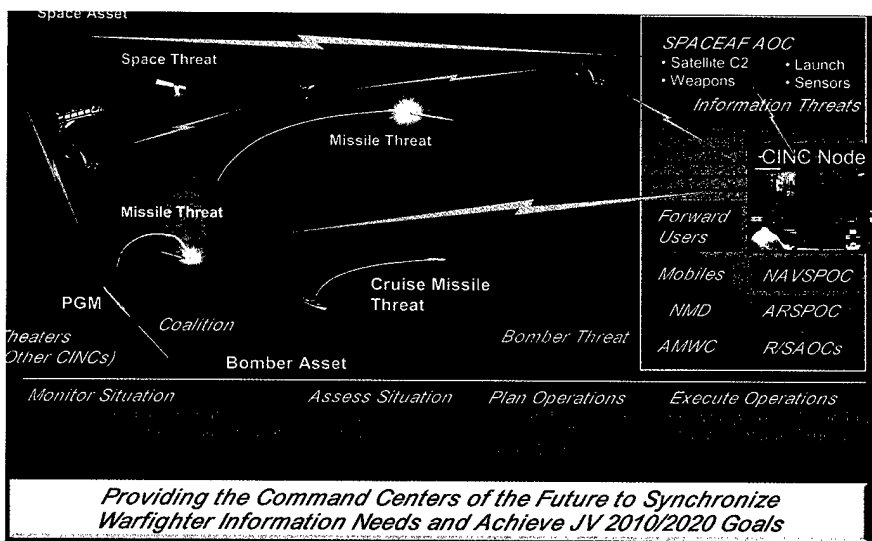 Space Asset
Space Threat
Missile Threat
Missile Threat
PGM
Coalition
Theaters
Other CINCs)
Cruise Missile
Threat
Bomber Asset
Bomber Threat
SPACEAF AOC
• Satellite C2
• Launch
• Weapons
• Sensors
Information Threats
CINC Node
Forward
Users
Mobiles
NAVSPOC
NMD
ARSPOC
AMWC
R/SAOCs
Monitor Situation
Assess Situation
Plan Operations
Execute Operations
Providing the Command Centers of the Future to Synchronize
Warfighter Information Needs and Achieve JV 2010/2020 Goals